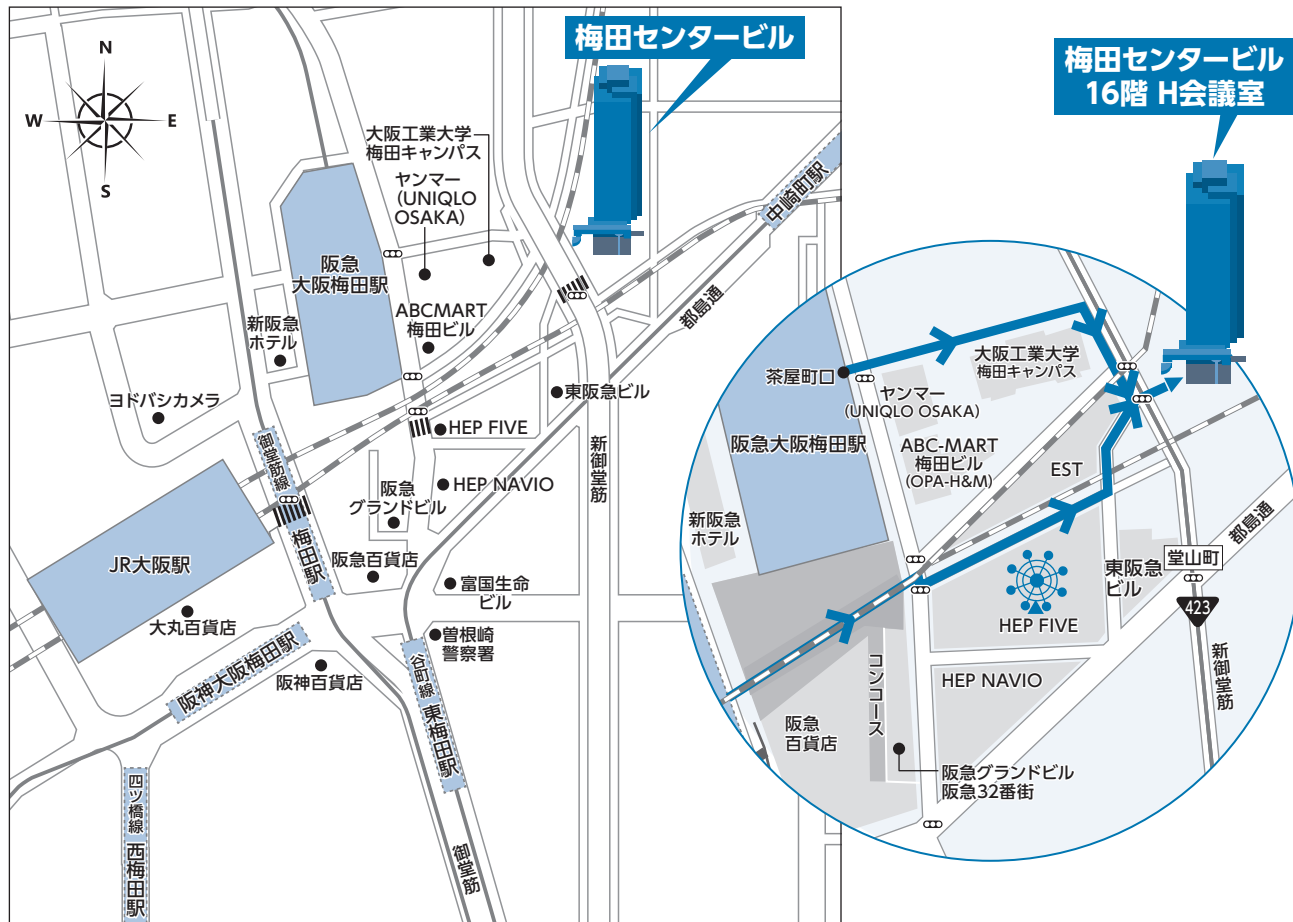 梅田センタービル
N
W
E
S
大阪工業大学
梅田キャンパス
ヤンマー
(UNIQLO
OSAKA)
中崎町駅
阪急
大阪梅田駅
ABCMART
梅田ビル
都島通
新阪急
ホテル
ヨドバシカメラ
東阪急ビル
HEP FIVE
御堂筋線
新御堂筋
阪急
グランドビル
HEP NAVIO
JR大阪駅
梅田駅
阪急百貨店
富国生命
ビル
大丸百貨店
曽根崎
警察署
阪神大阪梅田駅
阪神百貨店
谷町線
東梅田駅
四ツ橋線
西梅田駅
御堂筋
梅田センタービル
16階 H会議室
茶屋町口
大阪工業大学
梅田キャンパス
ヤンマー
(UNIQLO OSAKA)
阪急大阪梅田駅
ABC-MART
梅田ビル
(OPA-H&M)
EST
新阪急
ホテル
都島通
堂山町
東阪急
ビル
423
HEP FIVE
新御堂筋
コンコース
HEP NAVIO
阪急
百貨店
阪急グランドビル
阪急32番街